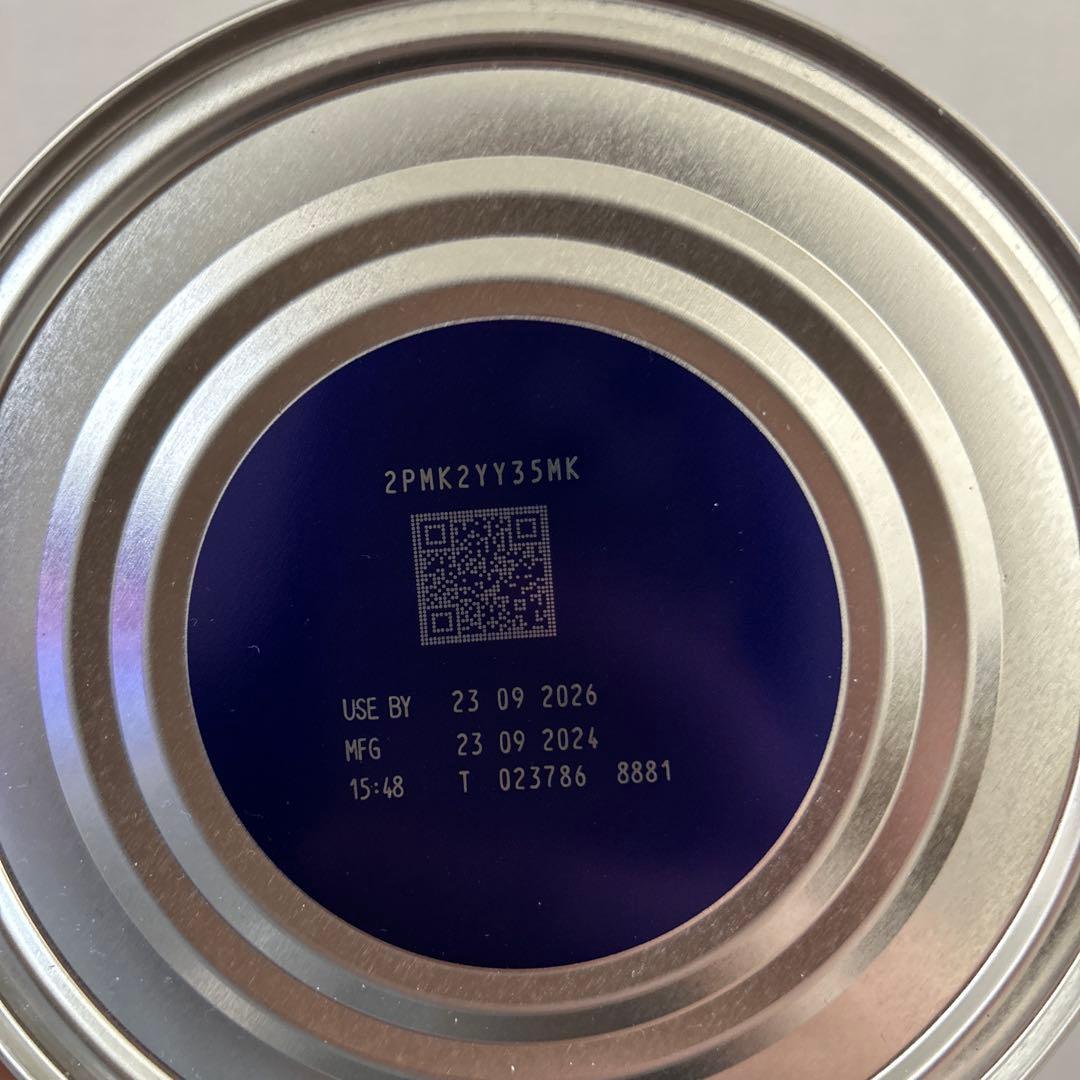 2PMK2YY35MK
USE BY 23 09 2026
MFG 23 09 2024
15:48 T 023786 8881